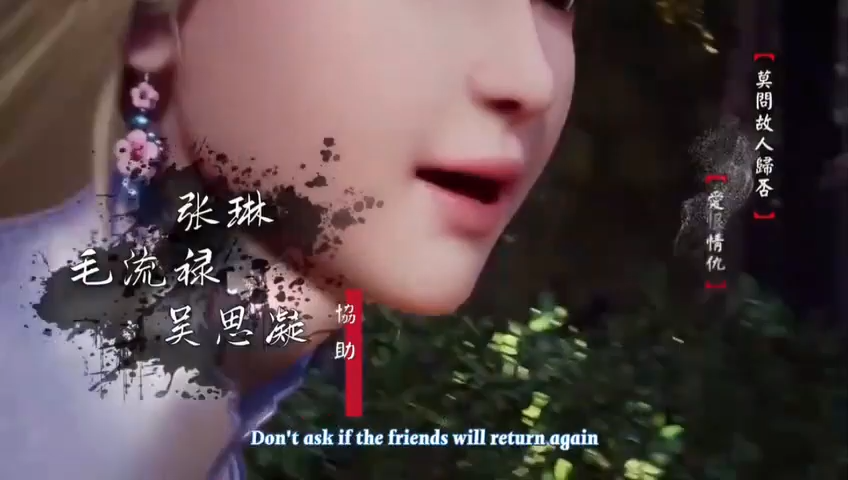 【莫問故人歸否】
【愛 情仇】
张琳
毛流禄
吴思凝
協助
Don't ask if the friends will return again